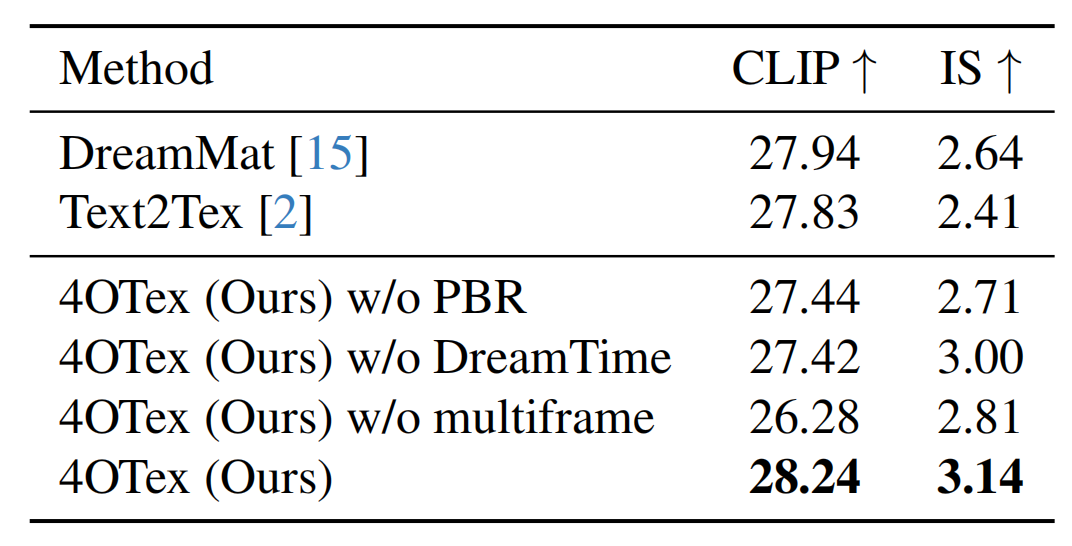 Method CLIP ↑ IS ↑
DreamMat [15] 27.94 2.64
Text2Tex [2] 27.83 2.41
4OTex (Ours) w/o PBR 27.44 2.71
4OTex (Ours) w/o DreamTime 27.42 3.00
4OTex (Ours) w/o multiframe 26.28 2.81
4OTex (Ours) 28.24 3.14